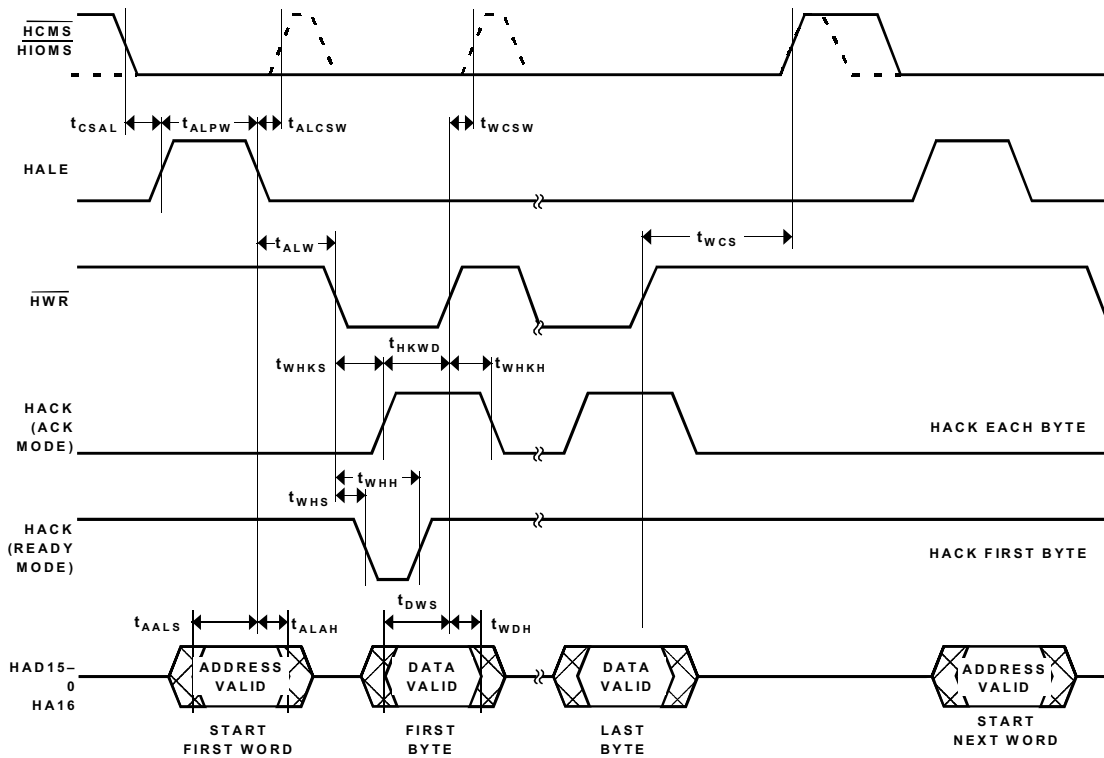 HCMS
HIOMS
tCSAL
tALPW
tALCSW
tWCSW
HALE
tALW
tWCS
HWR
tHKWD
tWHKS
tWHKH
HACK
(ACK
MODE)
HACK EACH BYTE
tWHH
tWHS
HACK
(READY
MODE)
HACK FIRST BYTE
tDWS
tAALS
tALAH
tWDH
HAD15–
0
HA16
ADDRESS
VALID
DATA
VALID
DATA
VALID
ADDRESS
VALID
START
FIRST WORD
FIRST
BYTE
LAST
BYTE
START
NEXT WORD